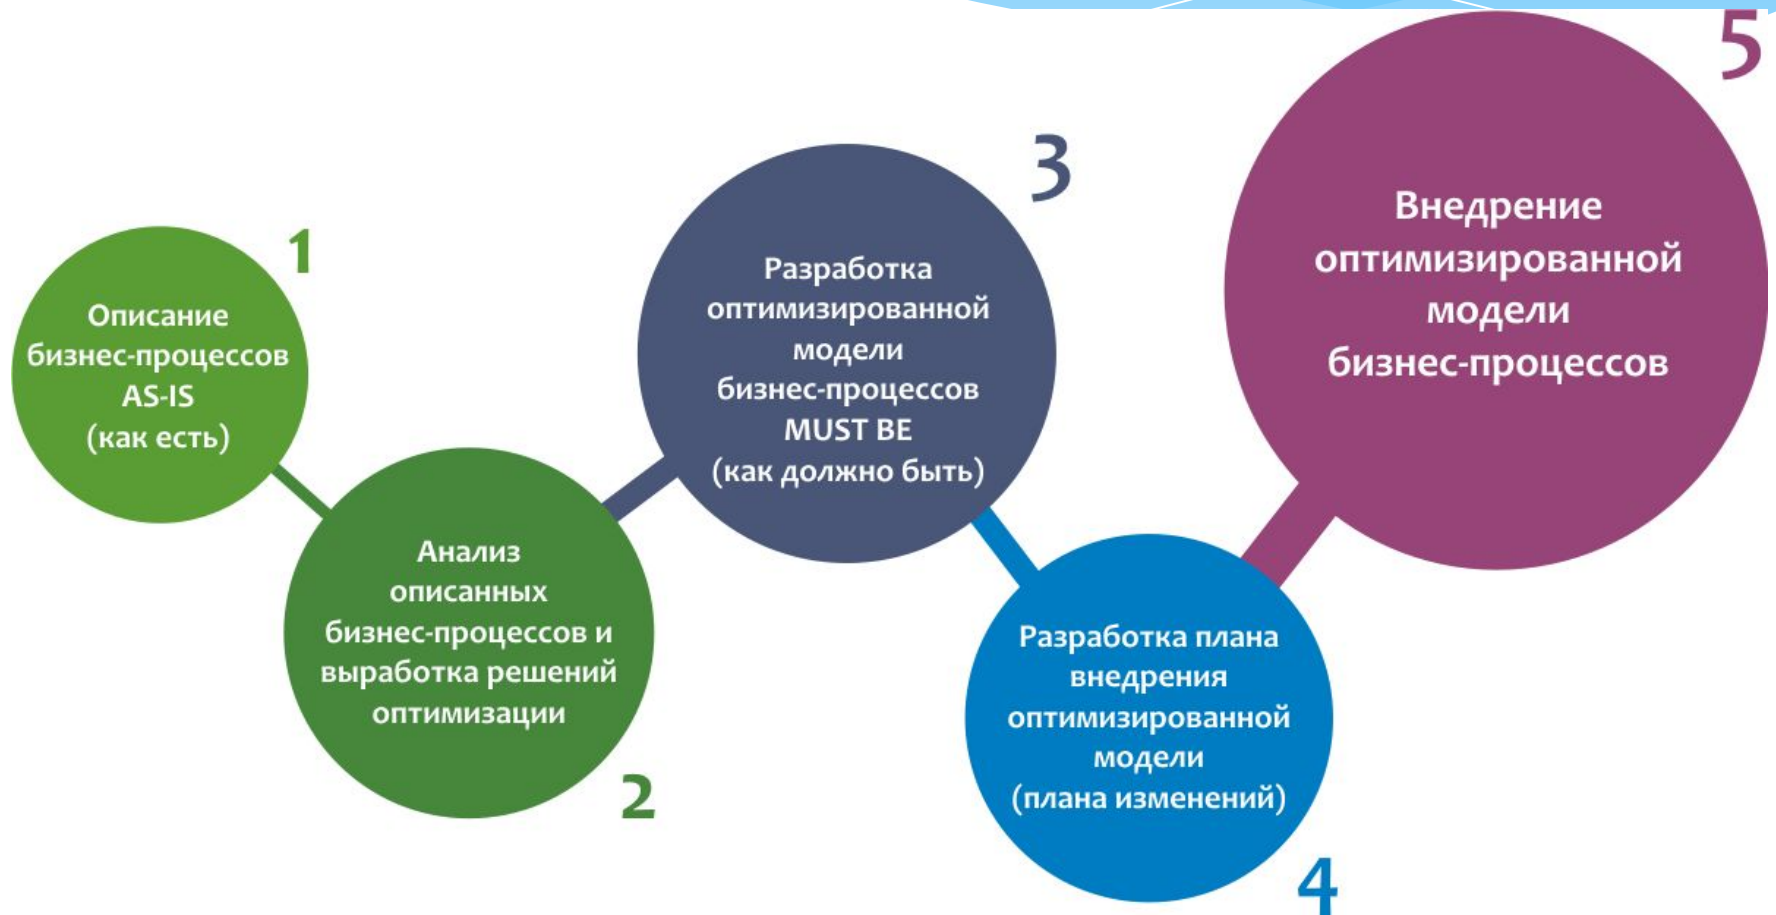 1
Описание
бизнес-процессов
AS-IS
(как есть)
Анализ
описанных
бизнес-процессов и
выработка решений
оптимизации
2
3
Разработка
оптимизированной
модели
бизнес-процессов
MUST BE
(как должно быть)
Разработка плана
внедрения
оптимизированной
модели
(плана изменений)
4
5
Внедрение
оптимизированной
модели
бизнес-процессов